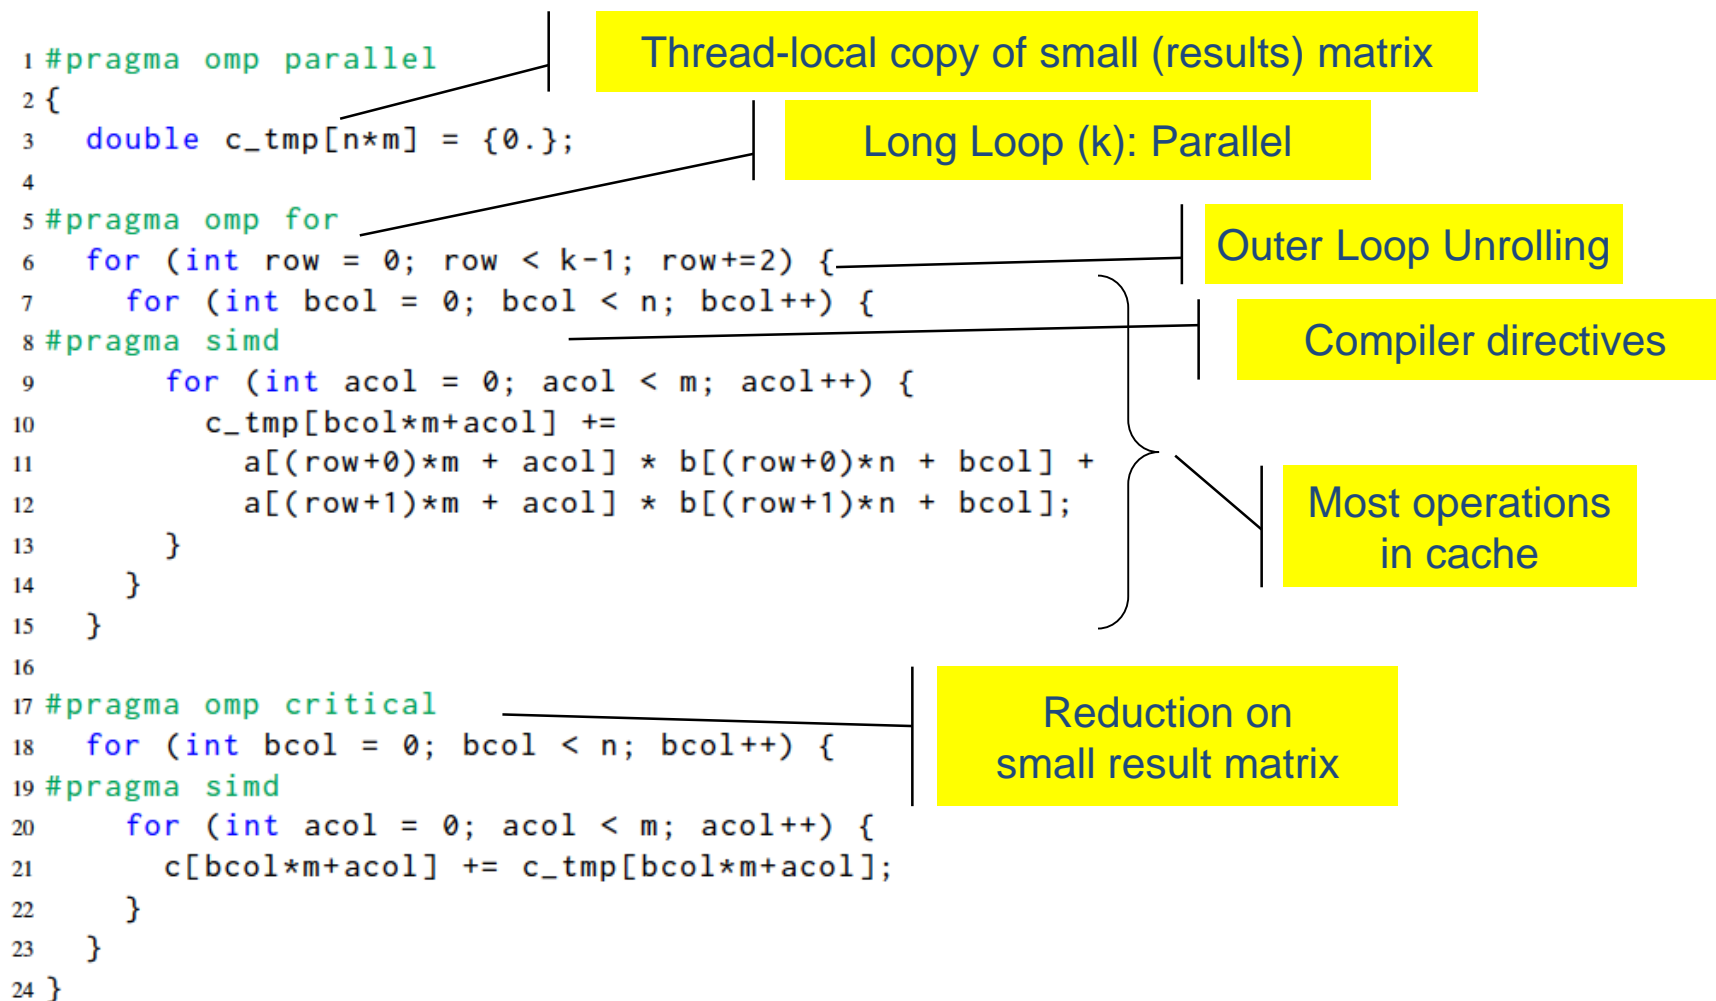 Thread-local copy of small (results) matrix
1 #pragma omp parallel
2 {
3 double c_tmp[n*m] = {0.};
Long Loop (k): Parallel
4
5 #pragma omp for
6 for (int row = 0; row < k-1; row+=2) {
Outer Loop Unrolling
7 for (int bcol = 0; bcol < n; bcol++) {
8 #pragma simd
Compiler directives
9 for (int acol = 0; acol < m; acol++) {
10 c_tmp[bcol*m+acol] +=
11 a[(row+0)*m + acol] * b[(row+0)*n + bcol] +
12 a[(row+1)*m + acol] * b[(row+1)*n + bcol];
Most operations
in cache
13 }
14 }
15 }
16
17 #pragma omp critical
Reduction on
small result matrix
18 for (int bcol = 0; bcol < n; bcol++) {
19 #pragma simd
20 for (int acol = 0; acol < m; acol++) {
21 c[bcol*m+acol] += c_tmp[bcol*m+acol];
22 }
23 }
24 }